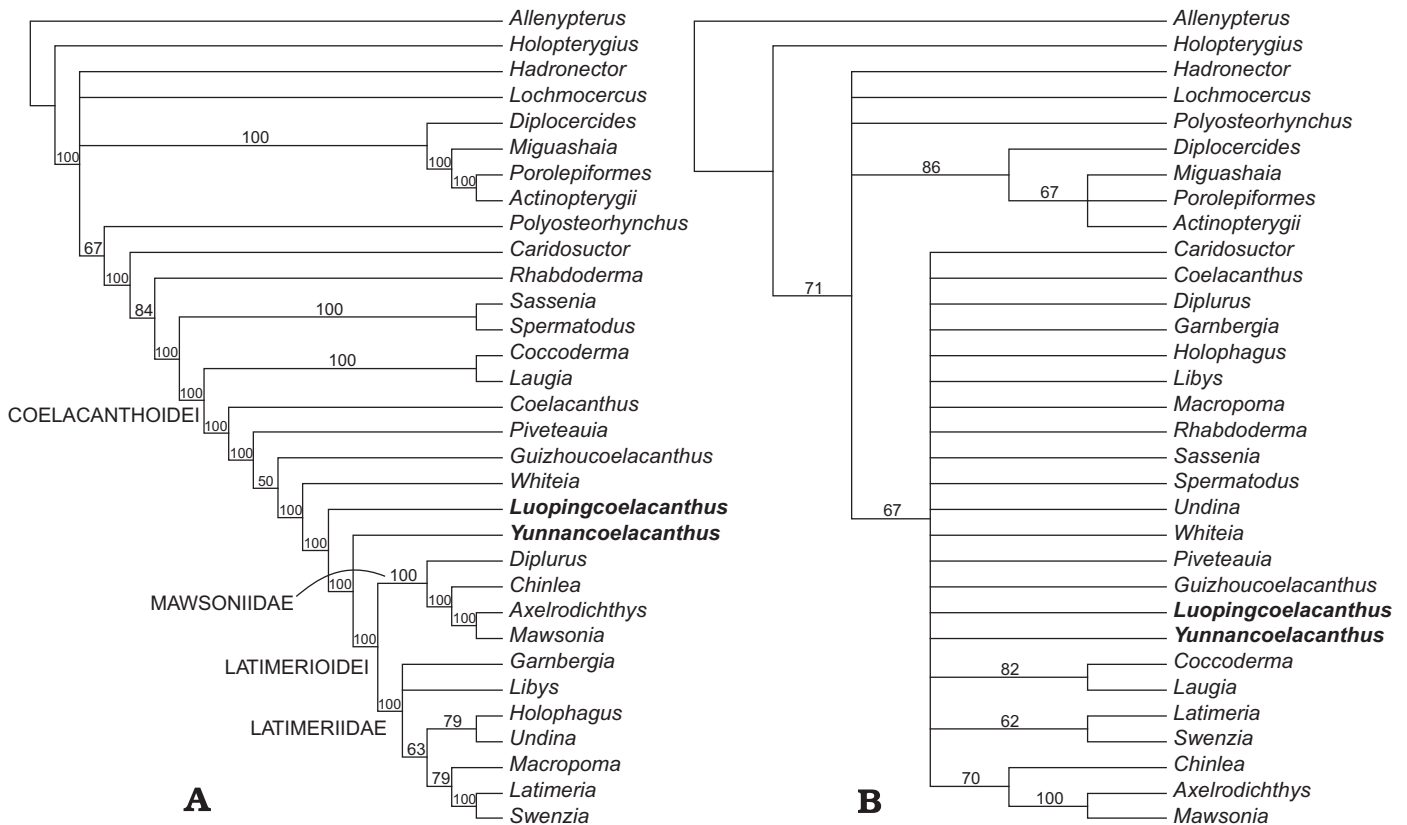 Allenypterus
Holopterygius
Hadronector
Lochmocercus
100
Diplocercides
100
Miguashaia
100
100
Porolepiformes
Actinopterygii
Polyosteorhynchus
67
Caridosuctor
100
Rhabdoderma
84
Sassenia
100
Spermatodus
100
Coccoderma
100
Laugia
100
COELACANTHOIDEI
Coelacanthus
100
Piveteauia
100
Guizhoucoelacanthus
50
Whiteia
100
Luopingcoelacanthus
100
Yunnancoelacanthus
100
Diplurus
100
MAWSONIIDAE
Chinlea
100
Axelrodichthys
100
Mawsonia
100
LATIMERIOIDEI
Garnbergia
Libys
100
LATIMERIIDAE
Holophagus
79
Undina
63
Macropoma
79
Latimeria
100
Swenzia
A
Allenypterus
Holopterygius
Hadronector
Lochmocercus
Polyosteorhynchus
Diplocercides
86
Miguashaia
67
Porolepiformes
Actinopterygii
Caridosuctor
Coelacanthus
71
Diplurus
Garnbergia
Holophagus
Libys
Macropoma
Rhabdoderma
Sassenia
Spermatodus
67
Undina
Whiteia
Piveteauia
Guizhoucoelacanthus
Luopingcoelacanthus
Yunnancoelacanthus
Coccoderma
82
Laugia
Latimeria
62
Swenzia
Chinlea
70
Axelrodichthys
100
Mawsonia
B